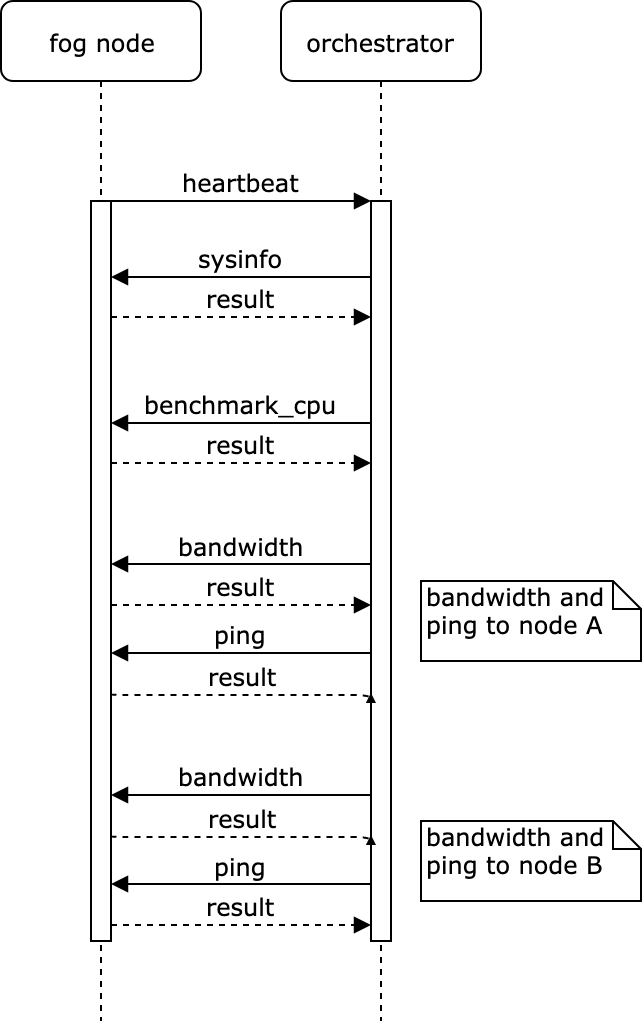 fog node
orchestrator
heartbeat
sysinfo
result
benchmark_cpu
result
bandwidth
result
bandwidth and
ping to node A
ping
result
bandwidth
result
bandwidth and
ping to node B
ping
result